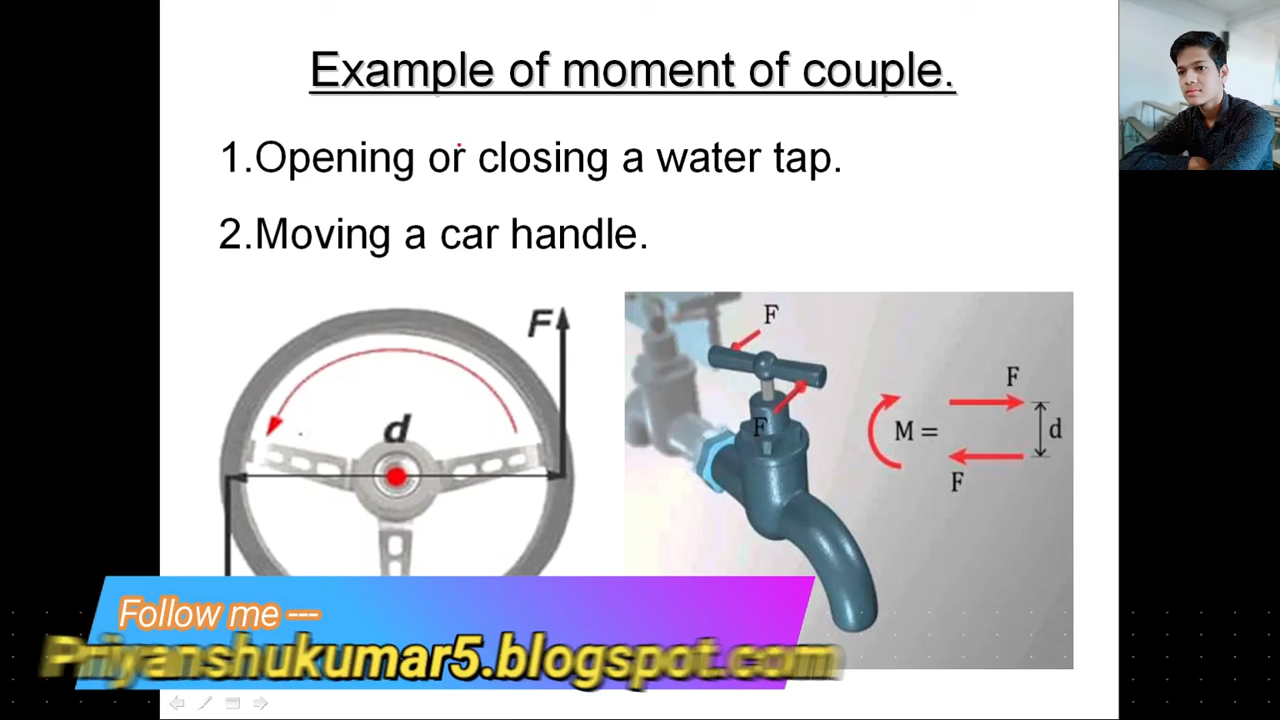 Example of moment of couple.
1.Opening or closing a water tap.
2.Moving a car handle.
F
d
F
F
M =
F
d
F
Follow me ---
Priyanshukumar5.blogspot.com